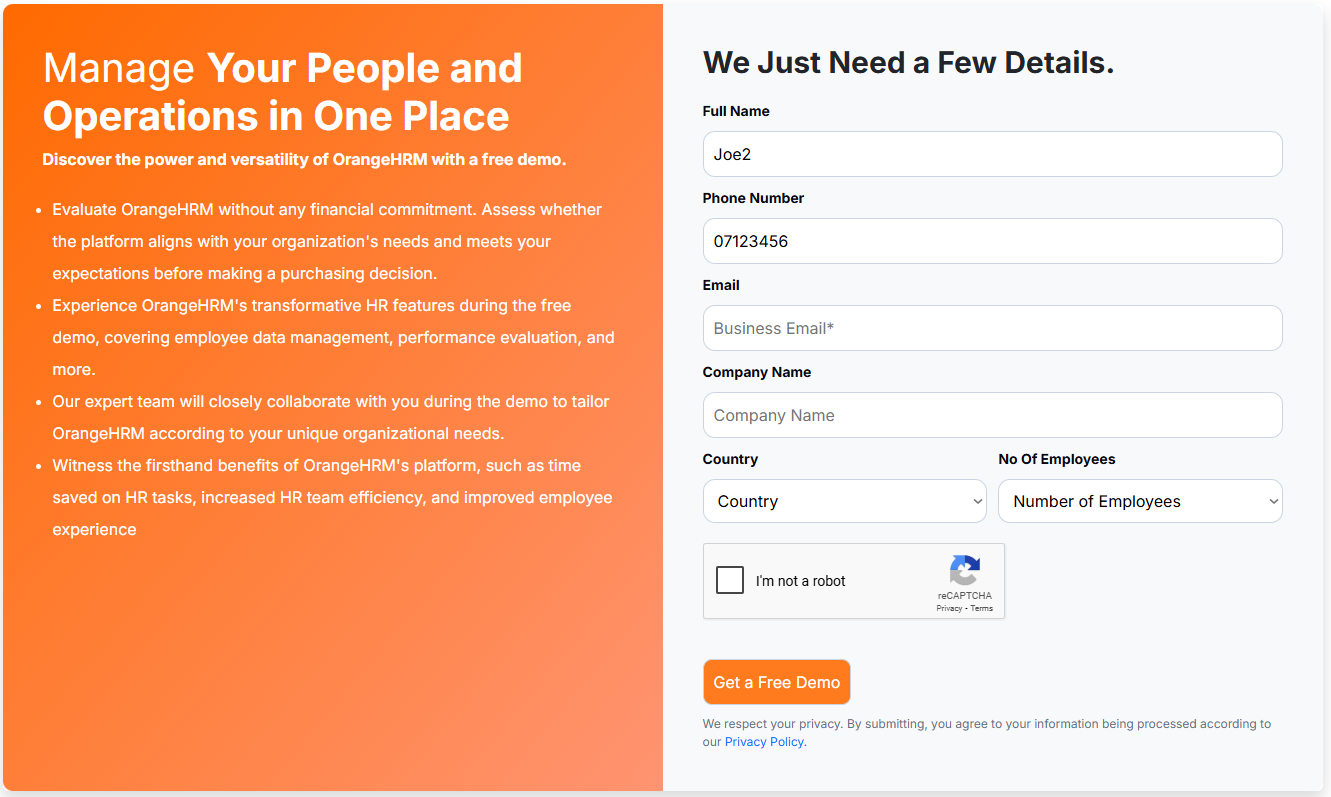 Manage Your People and
Operations in One Place
Discover the power and versatility of OrangeHRM with a free demo.
Evaluate OrangeHRM without any financial commitment. Assess whether
the platform aligns with your organization's needs and meets your
expectations before making a purchasing decision.
Experience OrangeHRM's transformative HR features during the free
demo, covering employee data management, performance evaluation, and
more.
Our expert team will closely collaborate with you during the demo to tailor
OrangeHRM according to your unique organizational needs.
Witness the firsthand benefits of OrangeHRM's platform, such as time
saved on HR tasks, increased HR team efficiency, and improved employee
experience
We Just Need a Few Details.
Full Name
Joe2
Phone Number
07123456
Email
Business Email*
Company Name
Company Name
Country No Of Employees
Country Number of Employees
I'm not a robot
reCAPTCHA
Privacy - Terms
Get a Free Demo
We respect your privacy. By submitting, you agree to your information being processed according to
our Privacy Policy.